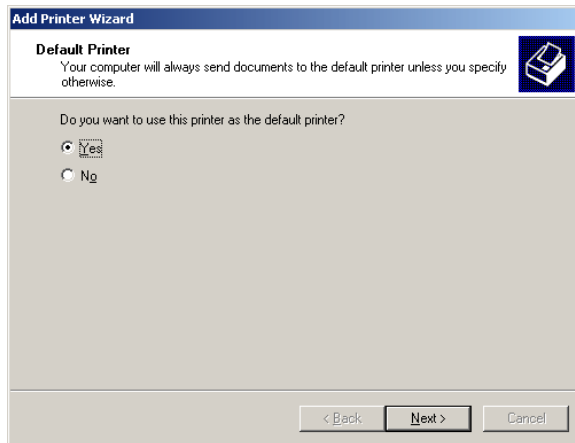 Add Printer Wizard
Default Printer
Your computer will always send documents to the default printer unless you specify
otherwise.
Do you want to use this printer as the default printer?
Yes
No
< Back
Next >
Cancel